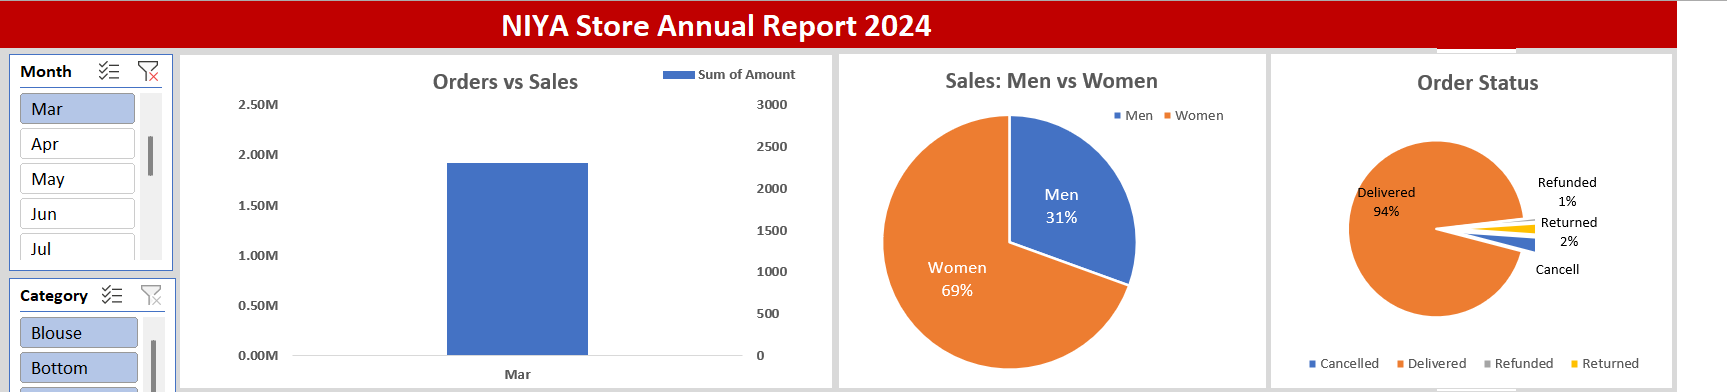 NIYA Store Annual Report 2024
Month
Mar
Apr
May
Jun
Jul
Category
Blouse
Bottom
Orders vs Sales
Sum of Amount
2.50M
2.00M
1.50M
1.00M
0.50M
0.00M
3000
2500
2000
1500
1000
500
0
Mar
Sales: Men vs Women
Men
Women
Men
31%
Women
69%
Order Status
Delivered
94%
Refunded
1%
Returned
2%
Cancell
Cancelled
Delivered
Refunded
Returned